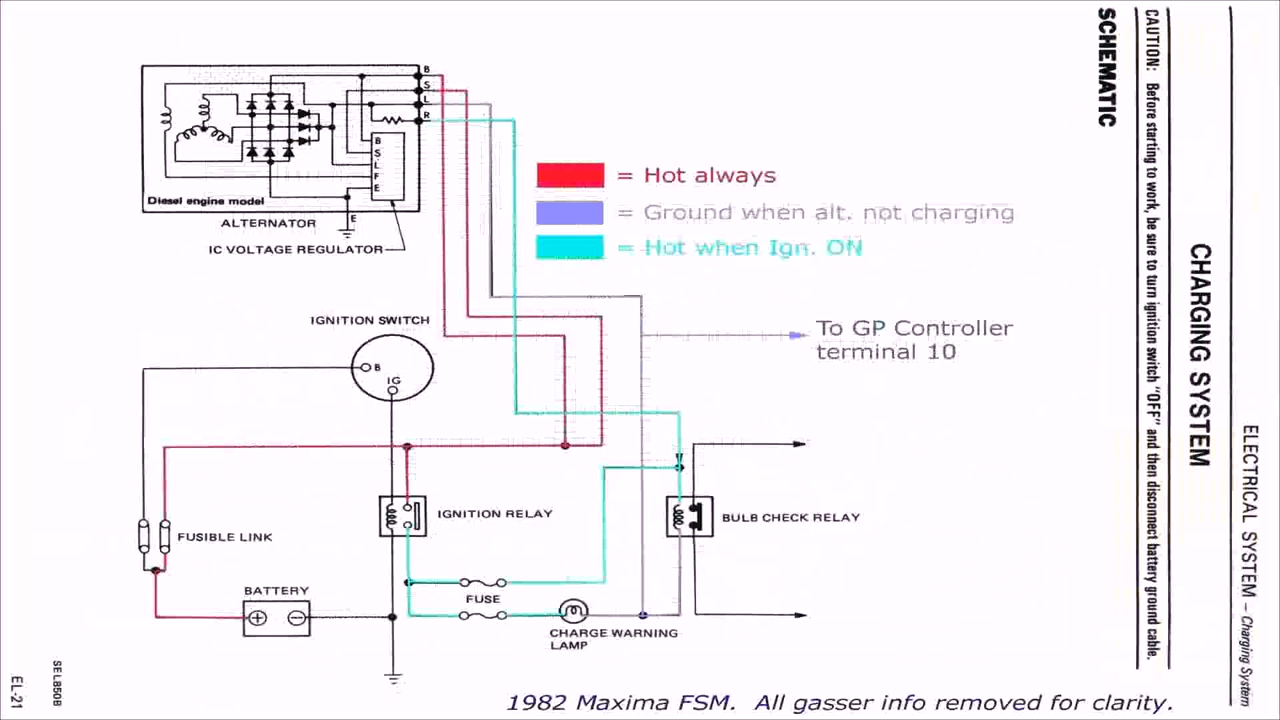 ELECTRICAL SYSTEM – Charging System
CHARGING SYSTEM
CAUTION: Before starting to work, be sure to turn ignition switch "OFF" and then disconnect battery ground cable.
SCHEMATIC
B
S
L
R
B
S
L
F
E
Diesel engine model
E
ALTERNATOR
IC VOLTAGE REGULATOR
= Hot always
= Ground when alt. not charging
= Hot when Ign. ON
IGNITION SWITCH
B
IG
To GP Controller
terminal 10
IGNITION RELAY
BULB CHECK RELAY
FUSIBLE LINK
BATTERY
+
−
FUSE
CHARGE WARNING
LAMP
SEL850B
EL-21
1982 Maxima FSM. All gasser info removed for clarity.